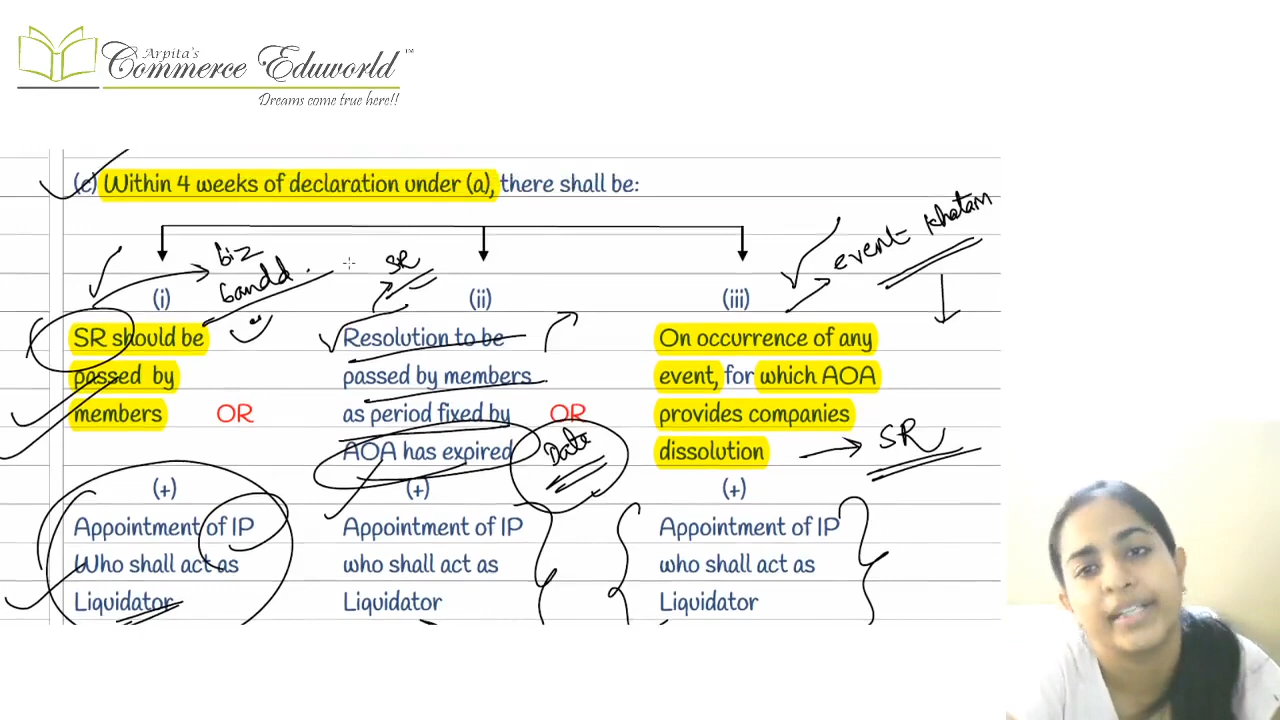 Arpita's
Commerce Eduworld™
Dreams come true here!!
(c) Within 4 weeks of declaration under (a), there shall be:
event khatam
biz
bandd.
SR
(i)
(ii)
(iii)
SR should be
passed by
members
OR
Resolution to be
passed by members
as period fixed by
AOA has expired
OR
Date
On occurrence of any
event, for which AOA
provides companies
dissolution
SR
(+)
(+)
(+)
Appointment of IP
Who shall act as
Liquidator
Appointment of IP
who shall act as
Liquidator
Appointment of IP
who shall act as
Liquidator